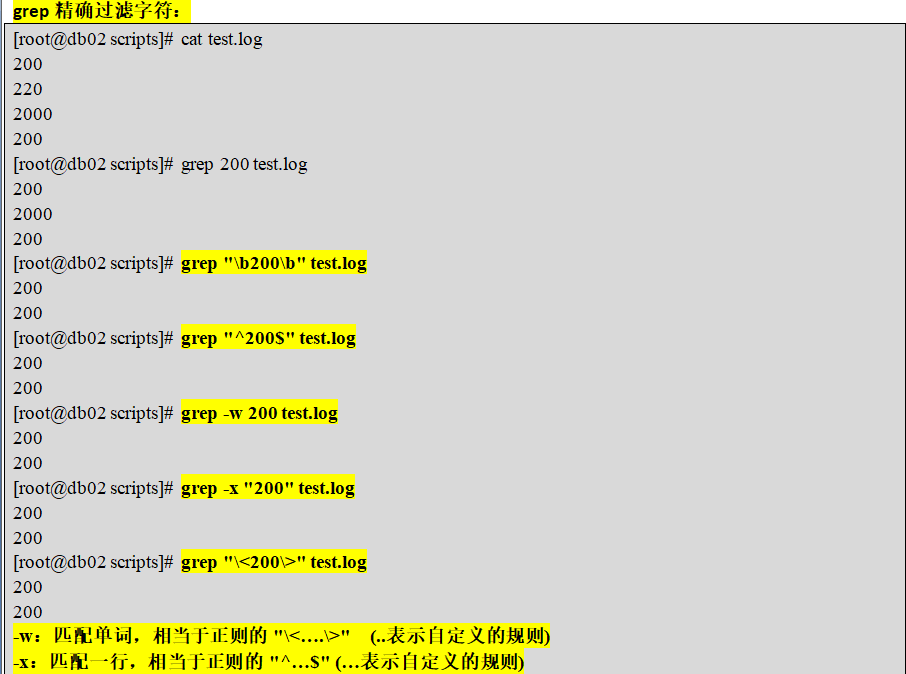 grep 精确过滤字符：
[root@db02 scripts]# cat test.log
200
220
2000
200
[root@db02 scripts]# grep 200 test.log
200
2000
200
[root@db02 scripts]# grep "\b200\b" test.log
200
200
[root@db02 scripts]# grep "^200$" test.log
200
200
[root@db02 scripts]# grep -w 200 test.log
200
200
[root@db02 scripts]# grep -x "200" test.log
200
200
[root@db02 scripts]# grep "\<200\>" test.log
200
200
-w：匹配单词，相当于正则的 "\<….\>" (..表示自定义的规则)
-x：匹配一行，相当于正则的 "^…$" (…表示自定义的规则)